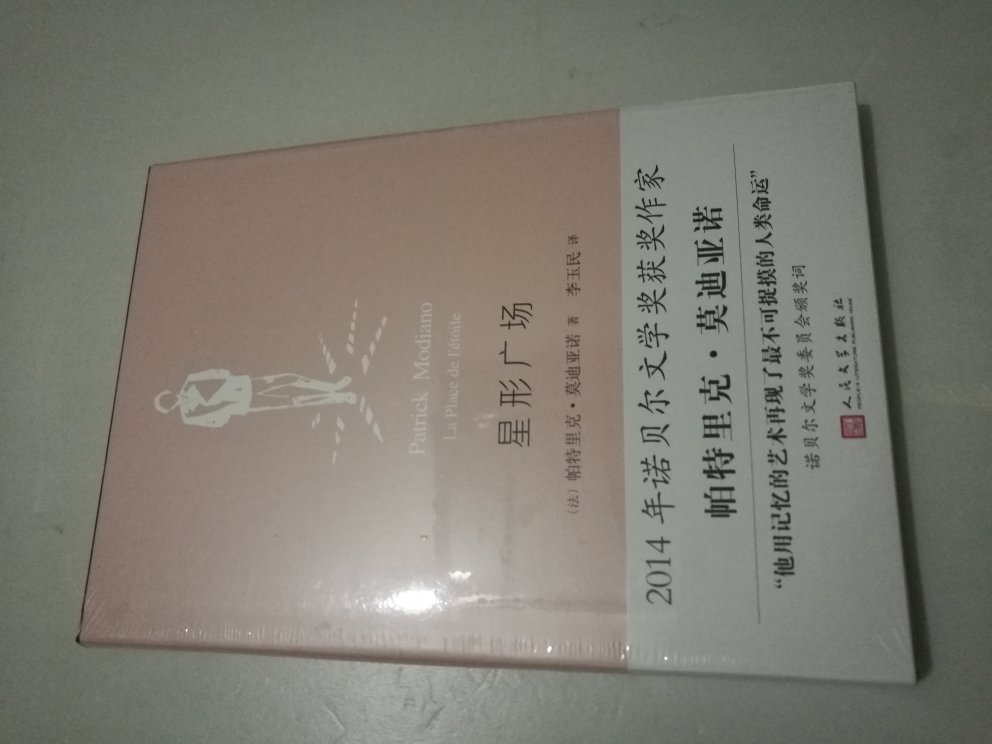 Patrick Modiano
La Place de l'étoile
星形广场
（法）帕特里克·莫迪亚诺 著 李玉民 译
2014 年诺贝尔文学奖获奖作家
帕特里克·莫迪亚诺
“他用记忆的艺术再现了最不可捉摸的人类命运”
诺贝尔文学奖委员会颁奖词
人民文学出版社
PEOPLE'S LITERATURE PUBLISHING HOUSE